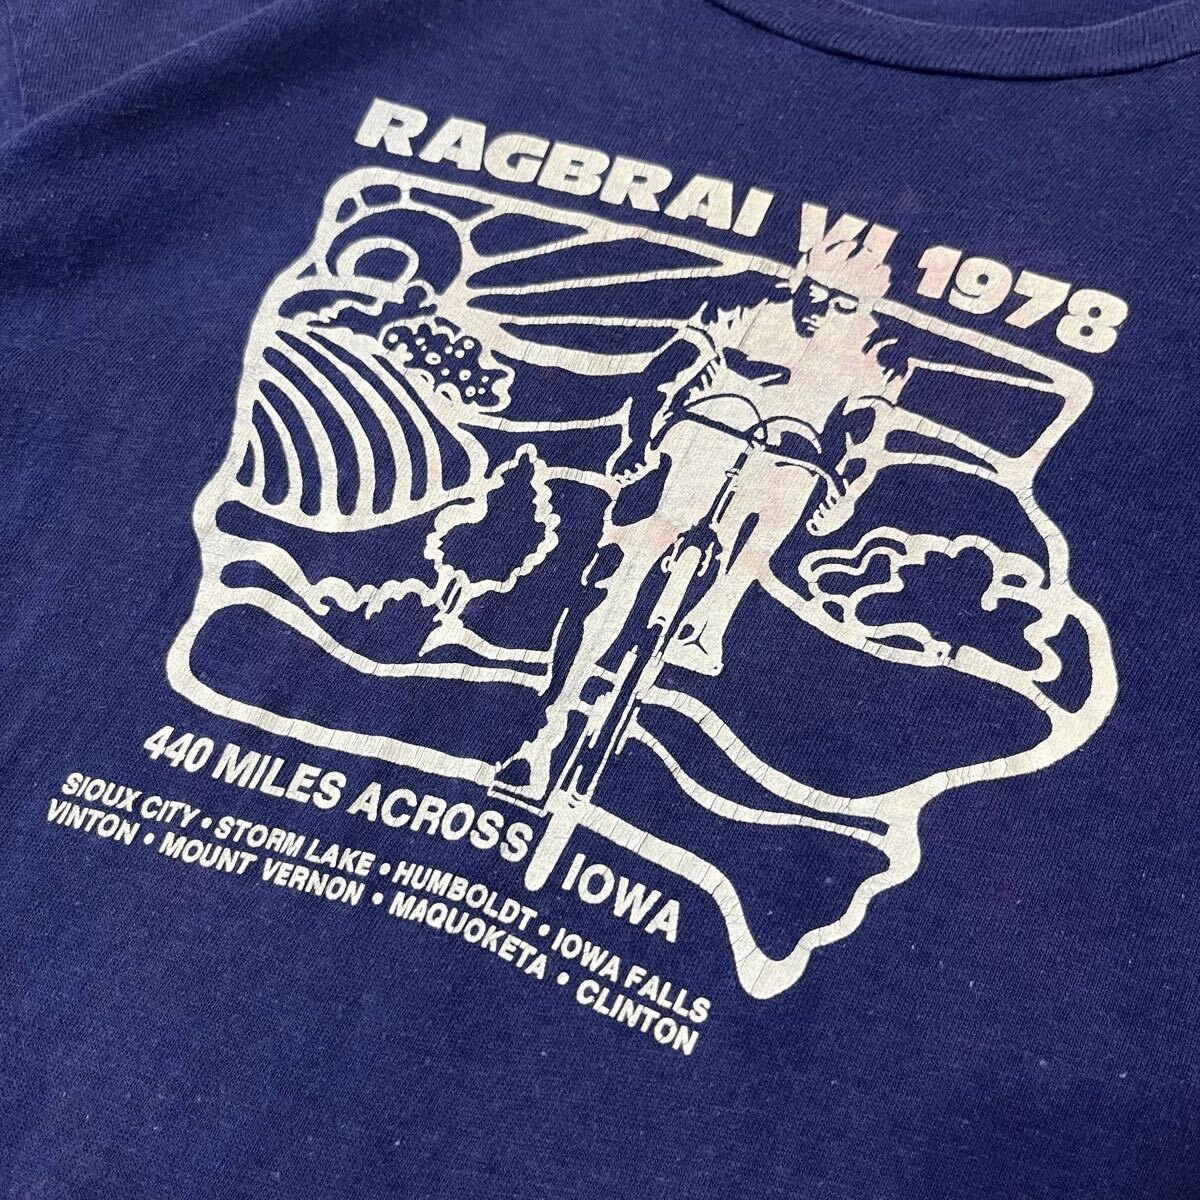 RAGBRAI VI 1978
440 MILES ACROSS IOWA
SIOUX CITY • STORM LAKE • HUMBOLDT • IOWA FALLS
VINTON • MOUNT VERNON • MAQUOKETA • CLINTON